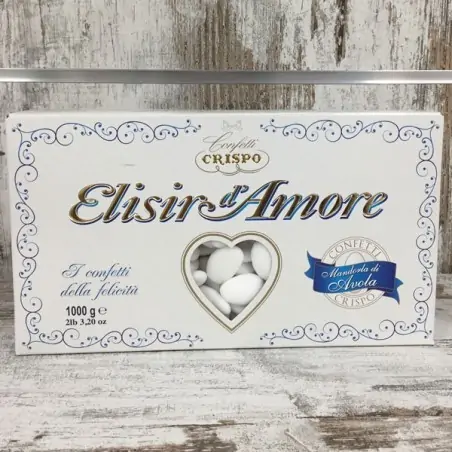 Confetti
CRISPO
Elisir d'Amore
I confetti
della felicità
1000 g e
2lb 3,20 oz
CONFETTI
Mandorla di
Avola
CRISPO